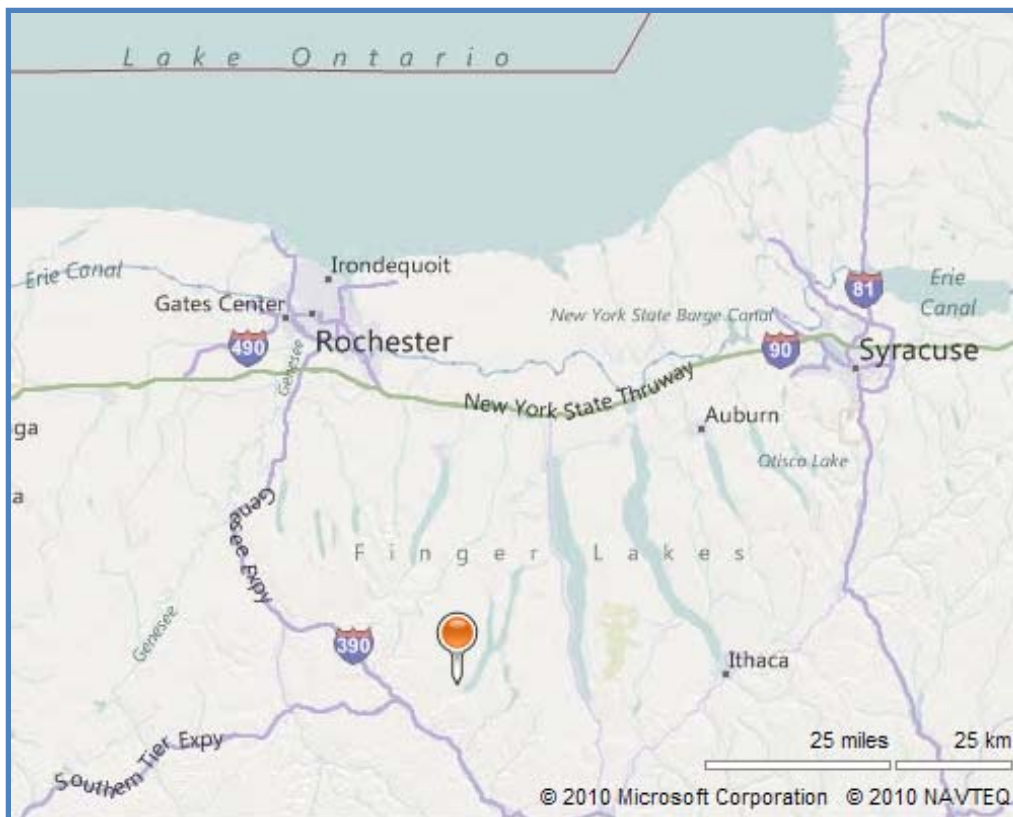 Lake Ontario
Erie Canal
Irondequoit
Gates Center
490
Rochester
Genesee
New York State Barge Canal
81
Erie
Canal
90
Syracuse
New York State Thruway
ga
Auburn
Otisco Lake
a
Genesee Expy
Finger Lakes
Genesee
390
Ithaca
Southern Tier Expy
25 miles
25 km
© 2010 Microsoft Corporation © 2010 NAVTEQ